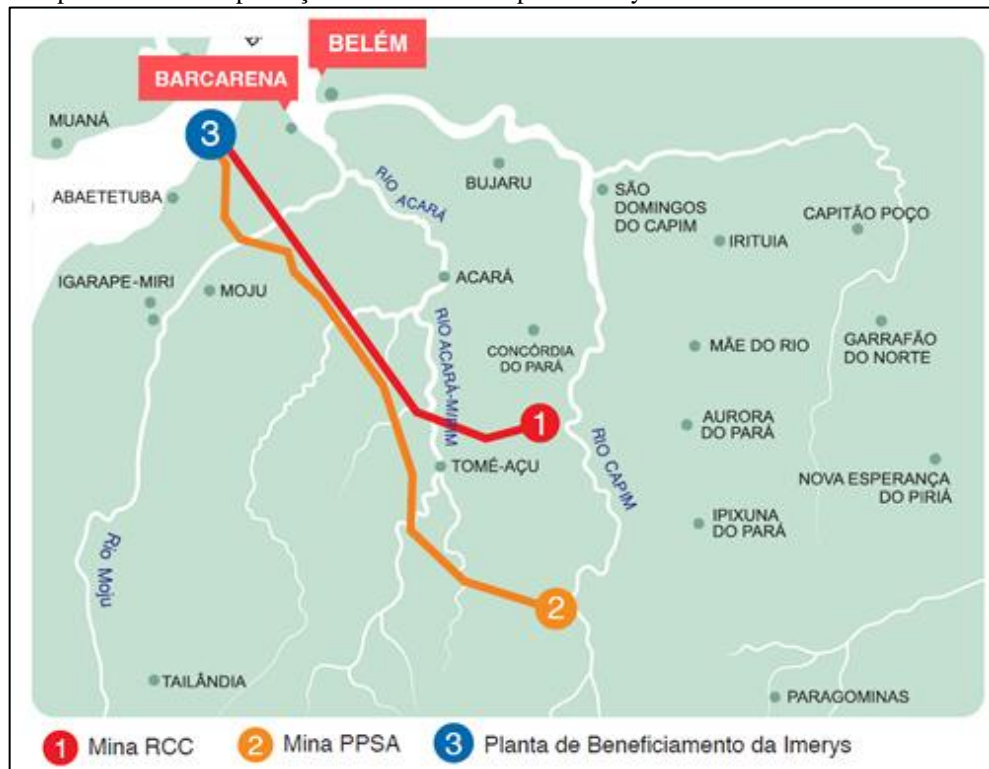 BELÉM
BARCARENA
MUANÁ
3
ABAETETUBA
RIO ACARÁ
BUJARU
SÃO
DOMINGOS
DO CAPIM
CAPITÃO POÇO
IRITUIA
IGARAPE-MIRI
MOJU
ACARÁ
RIO ACARÁ-MIRIM
CONCÓRDIA
DO PARÁ
MÃE DO RIO
GARRAFÃO
DO NORTE
1
AURORA
DO PARÁ
RIO CAPIM
TOMÉ-AÇU
NOVA ESPERANÇA
DO PIRIÁ
IPIXUNA
DO PARÁ
Rio Moju
2
TAILÂNDIA
PARAGOMINAS
1 Mina RCC 2 Mina PPSA 3 Planta de Beneficiamento da Imerys